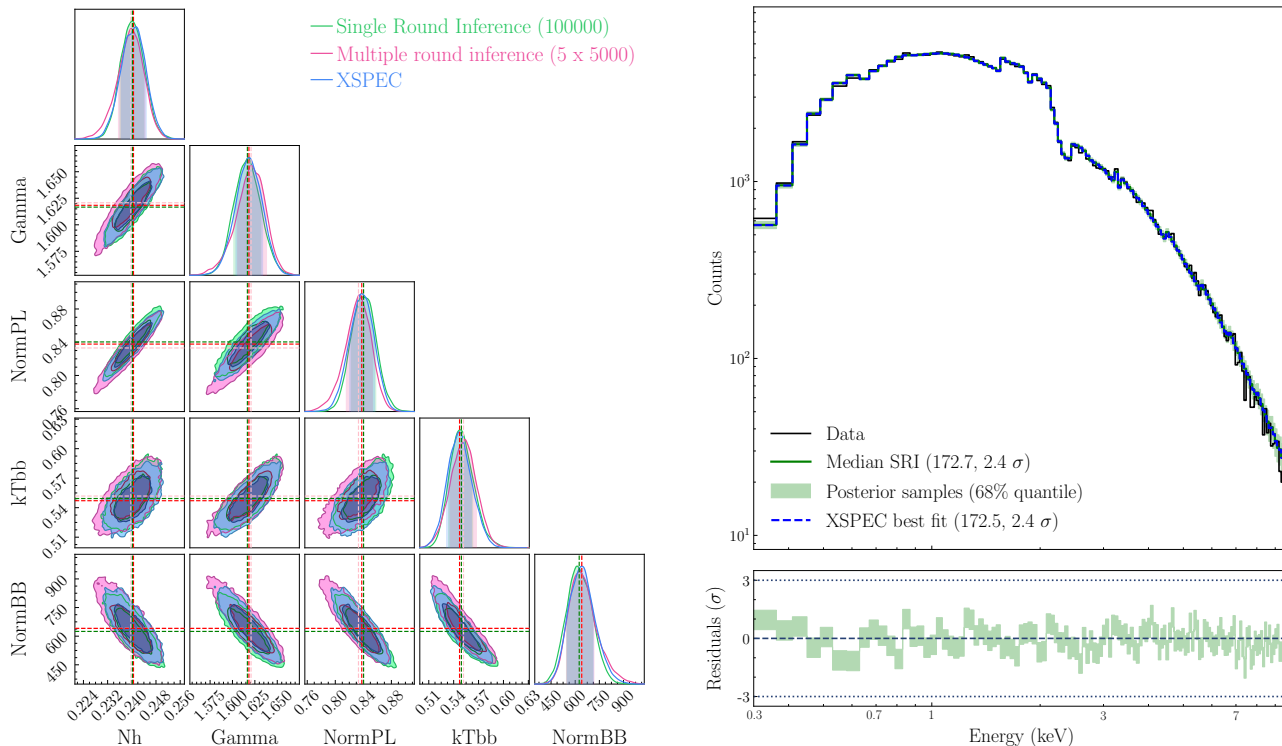 Single Round Inference (100000)
Multiple round inference (5 x 5000)
XSPEC
Gamma
1.650
1.625
1.600
1.575
NormPL
0.88
0.84
0.80
0.76
kTbb
0.63
0.60
0.57
0.54
0.51
NormBB
900
750
600
450
0.224
0.232
0.240
0.248
0.256
1.575
1.600
1.625
1.650
0.76
0.80
0.84
0.88
0.51
0.54
0.57
0.60
0.63
450
600
750
900
Nh
Gamma
NormPL
kTbb
NormBB
Counts
10³
10²
10¹
Data
Median SRI (172.7, 2.4 σ)
Posterior samples (68% quantile)
XSPEC best fit (172.5, 2.4 σ)
Residuals (σ)
3
0
−3
0.3
0.7
1
3
7
Energy (keV)